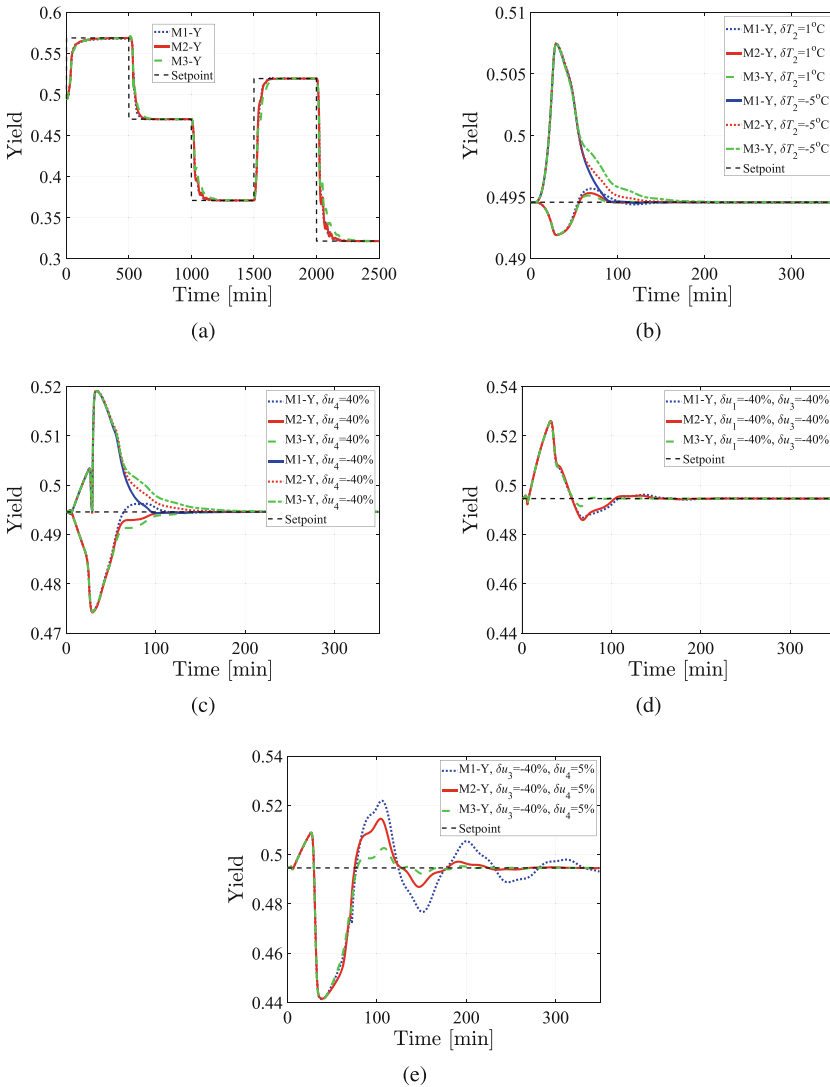 0.6
0.55
0.5
0.45
0.4
0.35
0.3
Yield
M1-Y
M2-Y
M3-Y
Setpoint
0 500 1000 1500 2000 2500
Time [min]
(a)
0.51
0.505
0.5
0.495
0.49
Yield
M1-Y, δT₂=1°C
M2-Y, δT₂=1°C
M3-Y, δT₂=1°C
M1-Y, δT₂=-5°C
M2-Y, δT₂=-5°C
M3-Y, δT₂=-5°C
Setpoint
0 100 200 300
Time [min]
(b)
0.52
0.51
0.5
0.49
0.48
0.47
Yield
M1-Y, δu₄=40%
M2-Y, δu₄=40%
M3-Y, δu₄=40%
M1-Y, δu₄=-40%
M2-Y, δu₄=-40%
M3-Y, δu₄=-40%
Setpoint
0 100 200 300
Time [min]
(c)
0.54
0.52
0.5
0.48
0.46
0.44
Yield
M1-Y, δu₁=-40%, δu₃=-40%
M2-Y, δu₁=-40%, δu₃=-40%
M3-Y, δu₁=-40%, δu₃=-40%
Setpoint
0 100 200 300
Time [min]
(d)
0.54
0.52
0.5
0.48
0.46
0.44
Yield
M1-Y, δu₃=-40%, δu₄=5%
M2-Y, δu₃=-40%, δu₄=5%
M3-Y, δu₃=-40%, δu₄=5%
Setpoint
0 100 200 300
Time [min]
(e)